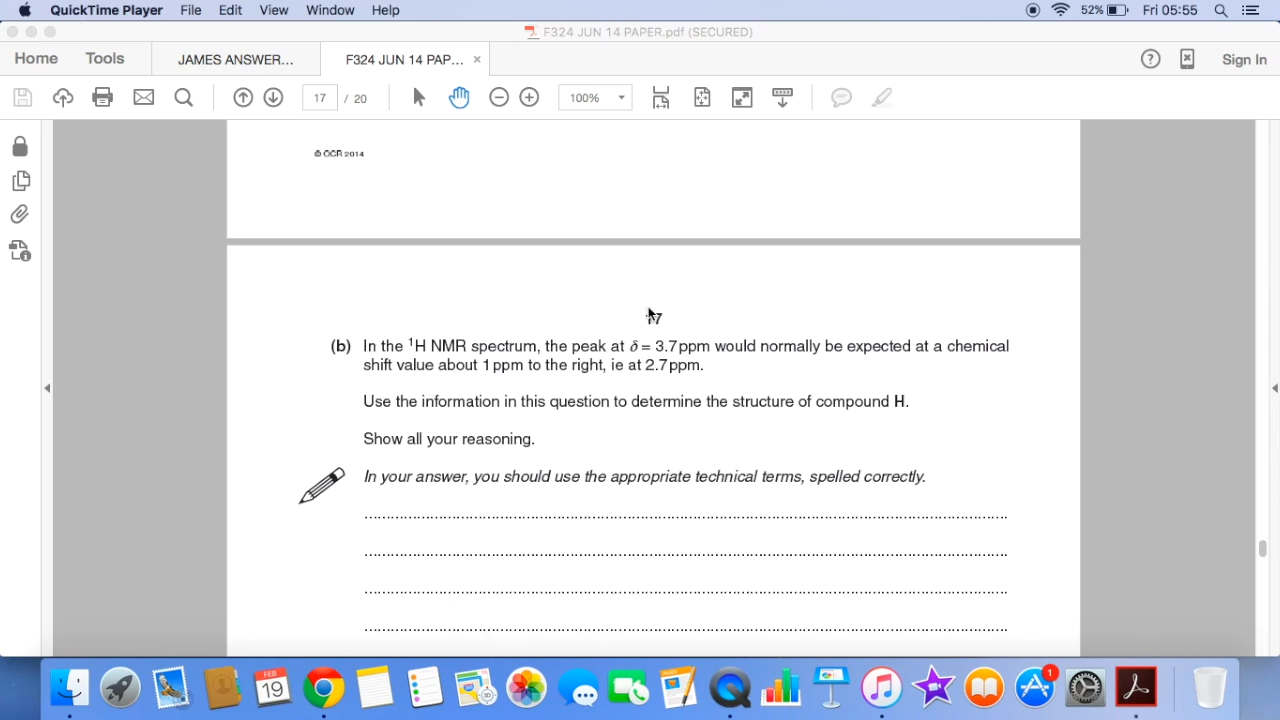 QuickTime Player File Edit View Window Help 52% Fri 05:55
F324 JUN 14 PAPER.pdf (SECURED)
Home Tools JAMES ANSWER... F324 JUN 14 PAP... × Sign In
17 / 20 100%
© OCR 2014
17
(b) In the ¹H NMR spectrum, the peak at δ = 3.7 ppm would normally be expected at a chemical
shift value about 1 ppm to the right, ie at 2.7 ppm.
Use the information in this question to determine the structure of compound H.
Show all your reasoning.
In your answer, you should use the appropriate technical terms, spelled correctly.
FEB
19
1